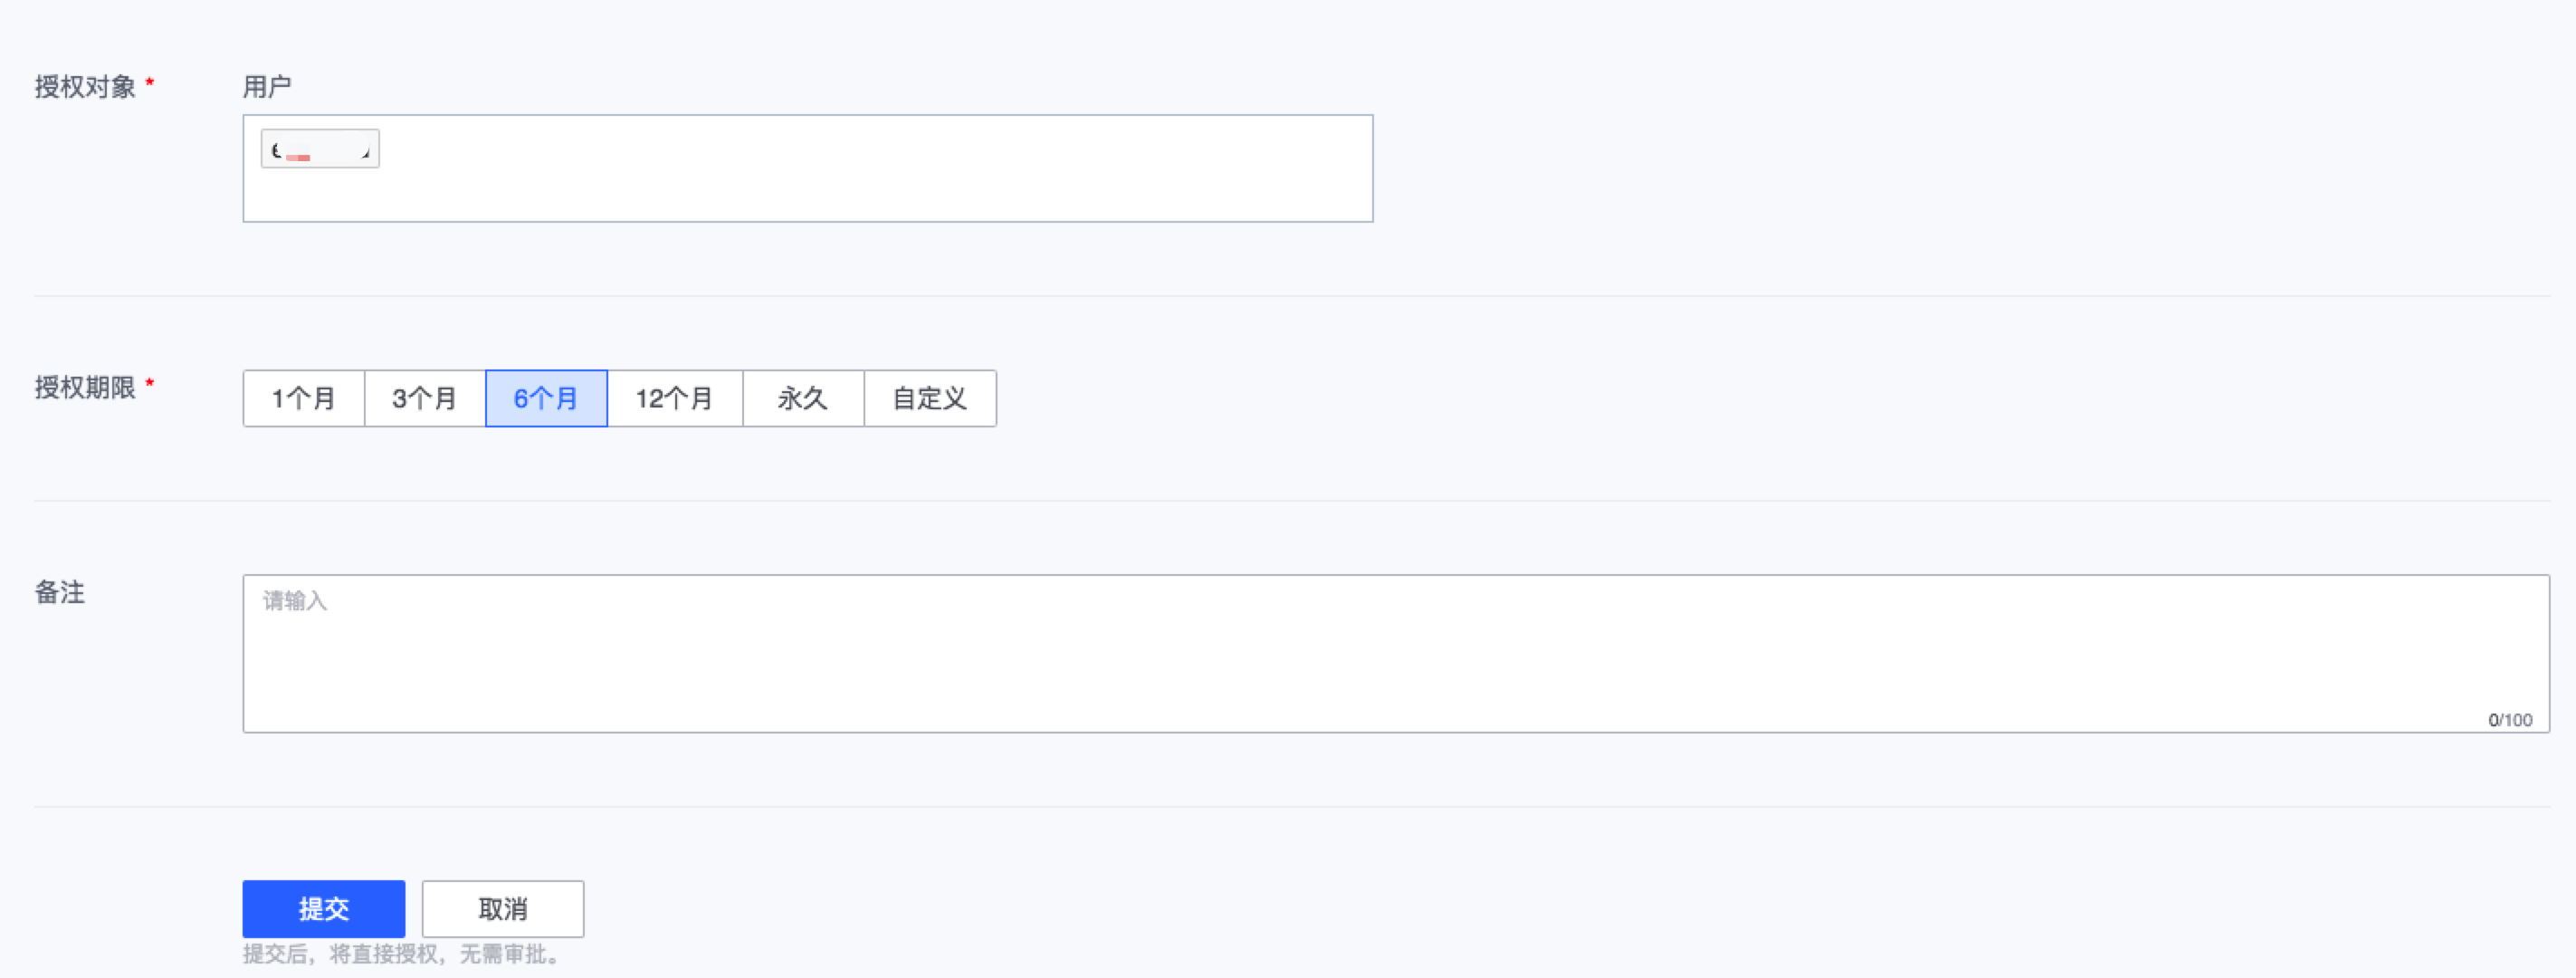 授权对象 *
用户
授权期限 *
1个月 3个月 6个月 12个月 永久 自定义
备注
请输入
0/100
提交 取消
提交后，将直接授权，无需审批。